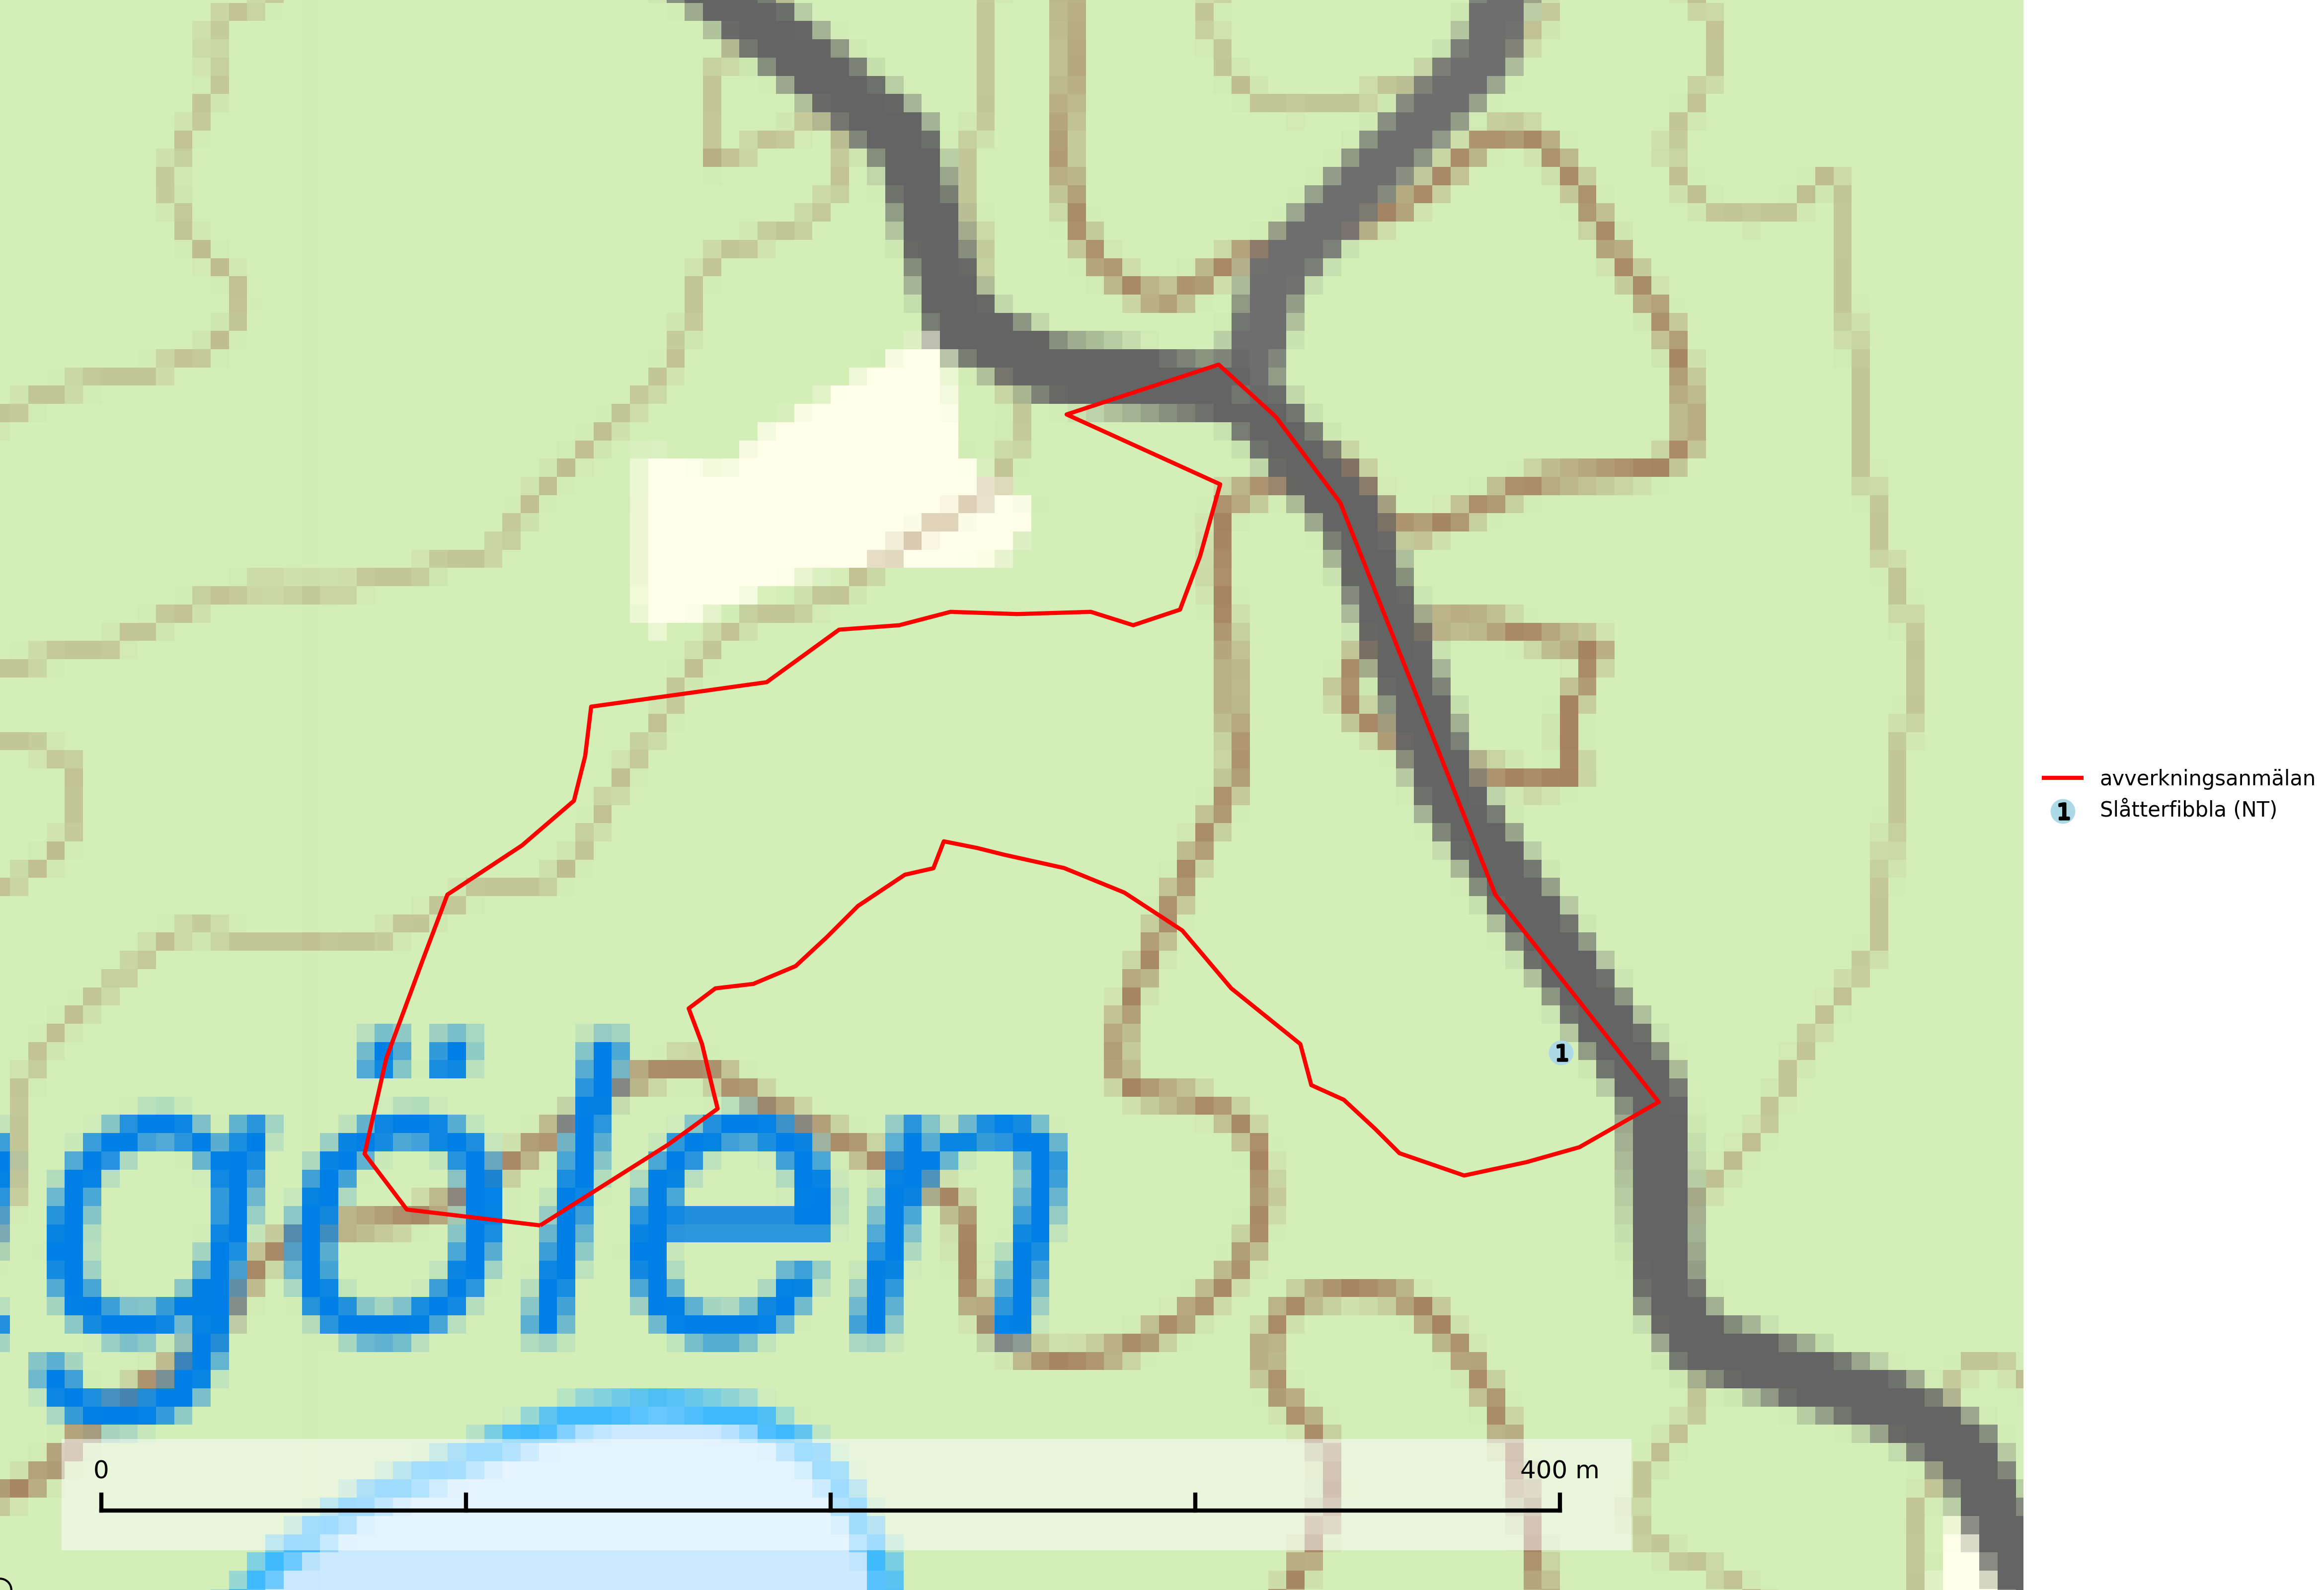 avverkningsanmälan
1 Slåtterfibbla (NT)
1
gölen
0 400 m